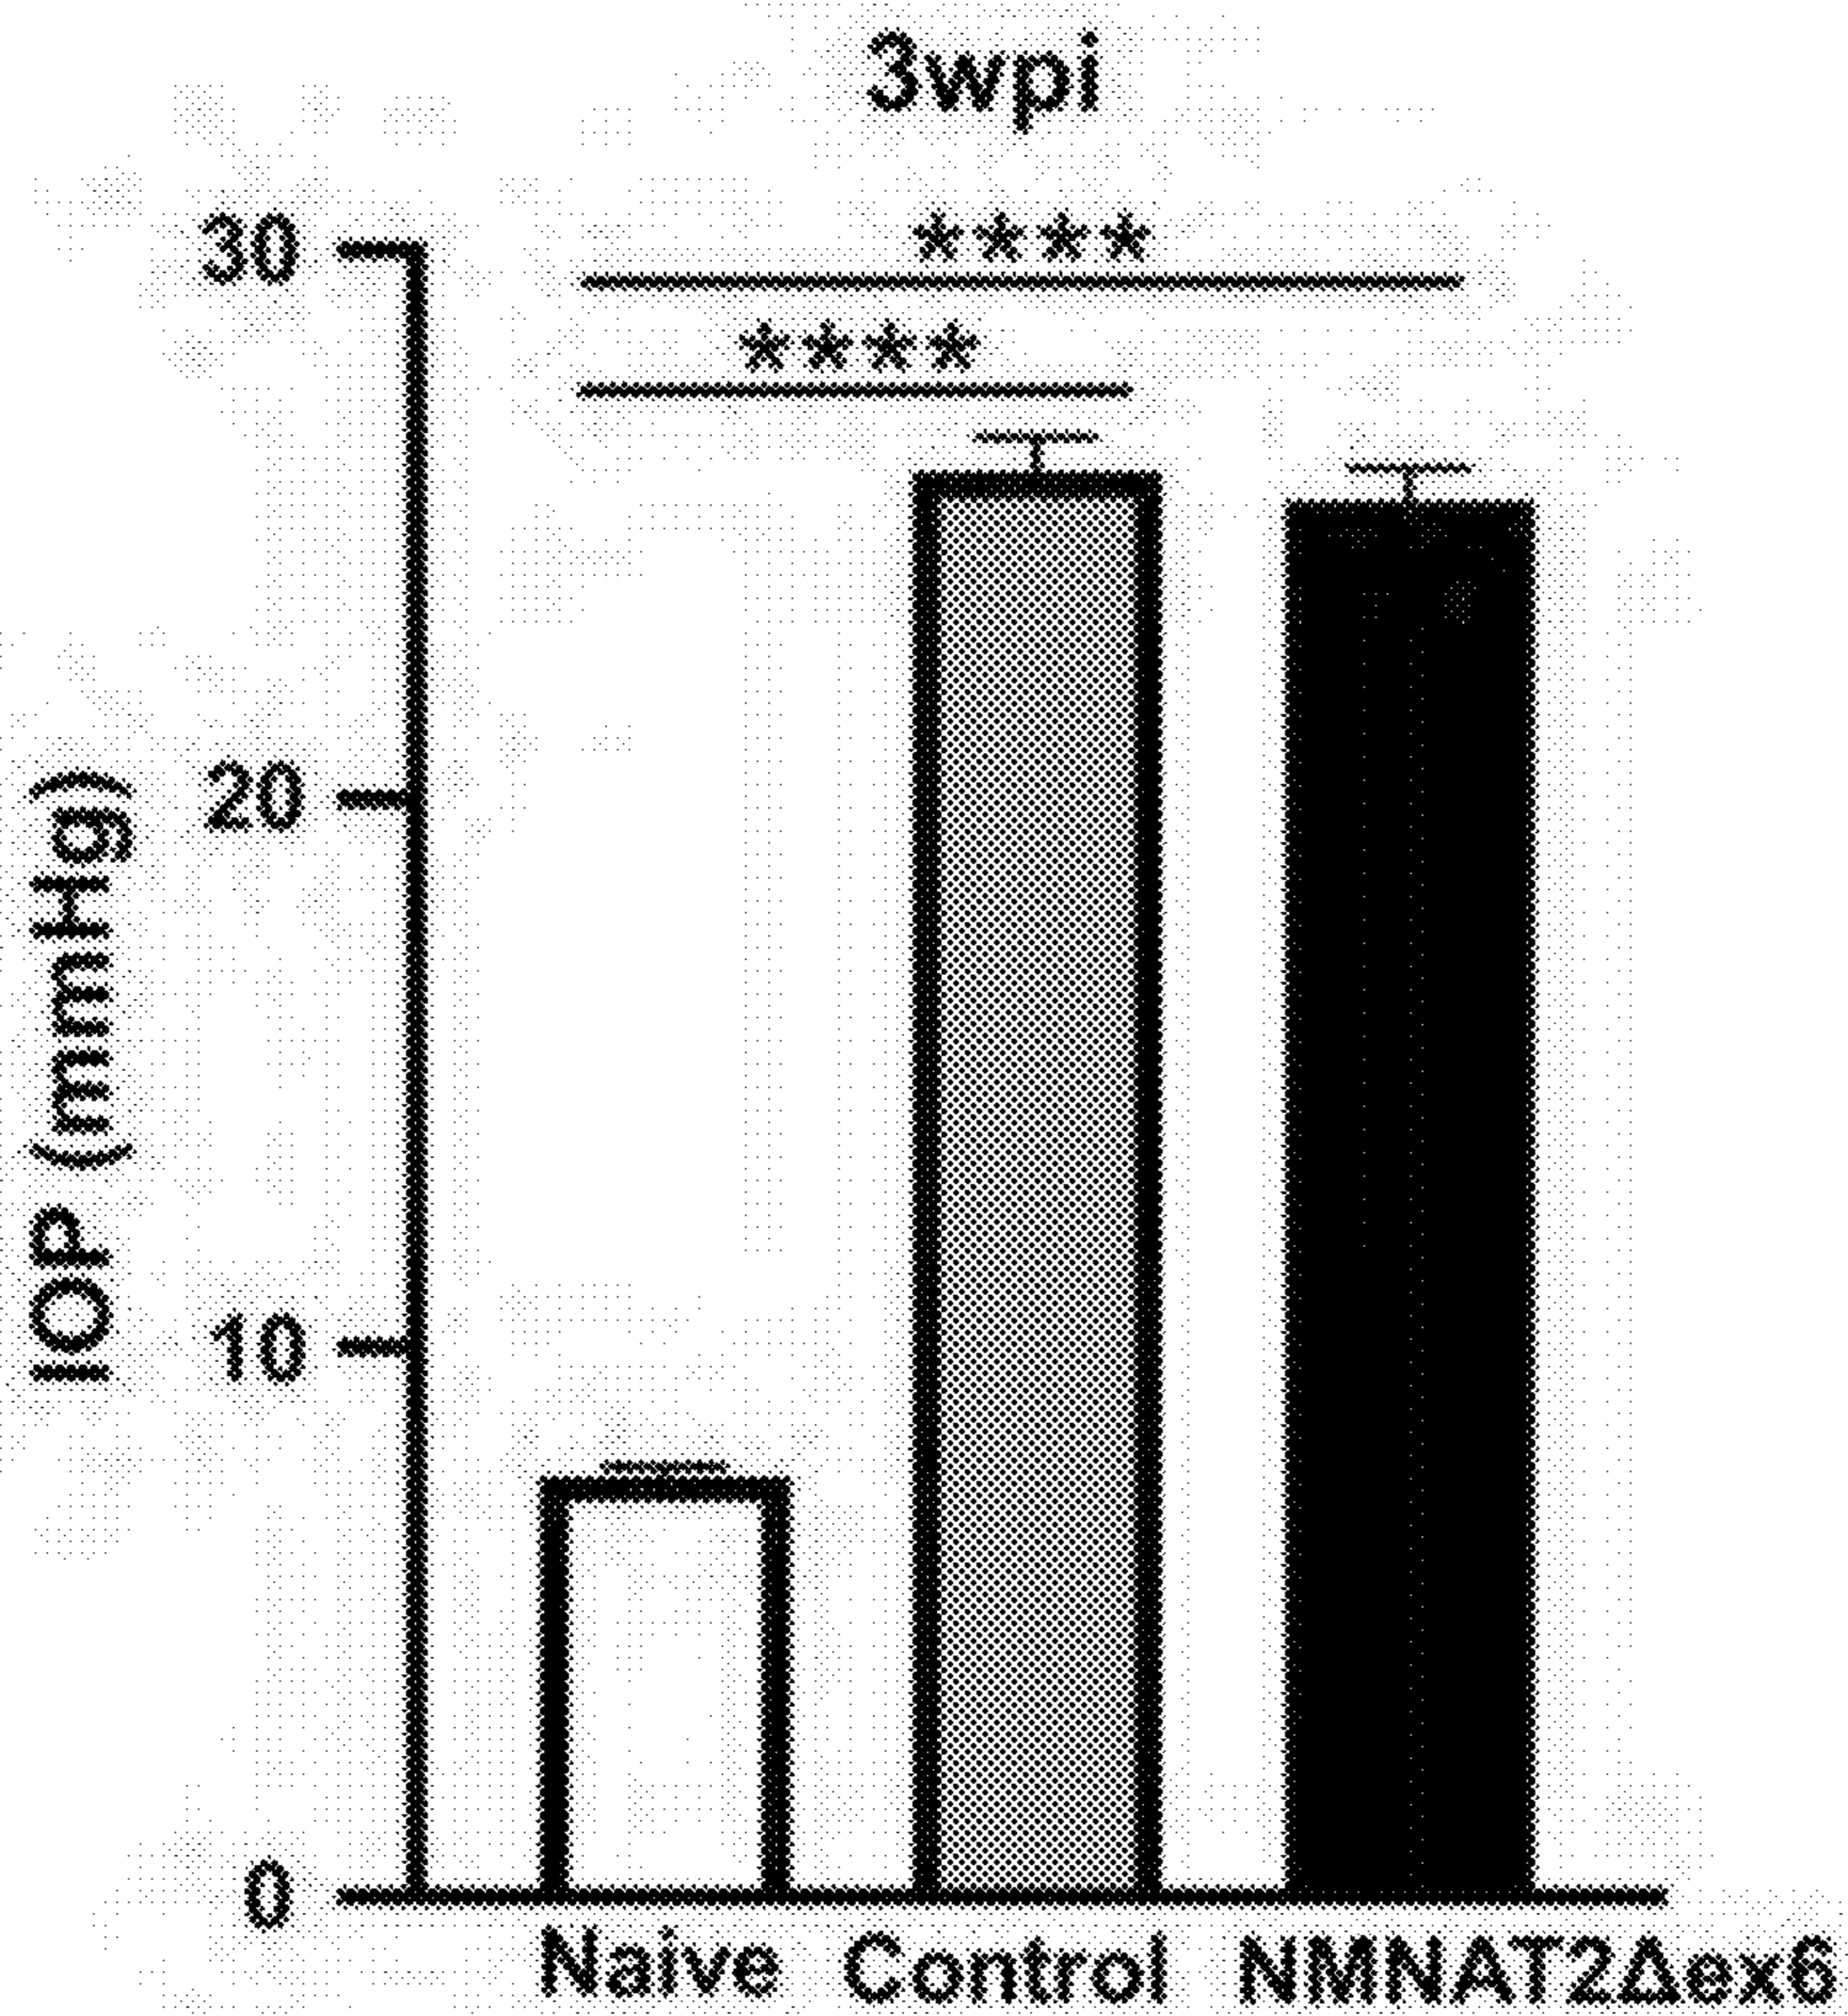 3wpi
30
****
****
20
IOP (mmHg)
10
0
Naive Control NMNAT2Δex6